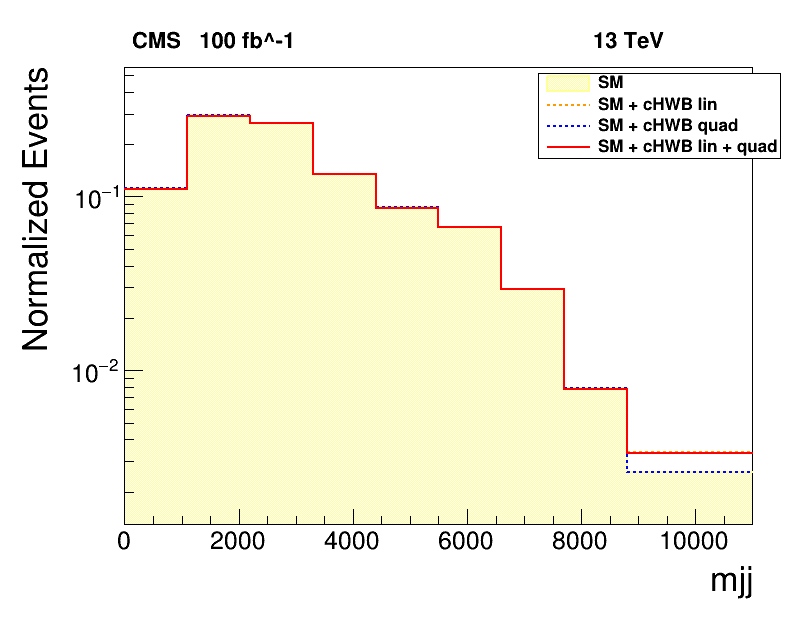 CMS 100 fb^-1 13 TeV
SM
SM + cHWB lin
SM + cHWB quad
SM + cHWB lin + quad
Normalized Events
10−1
10−2
0 2000 4000 6000 8000 10000
mjj